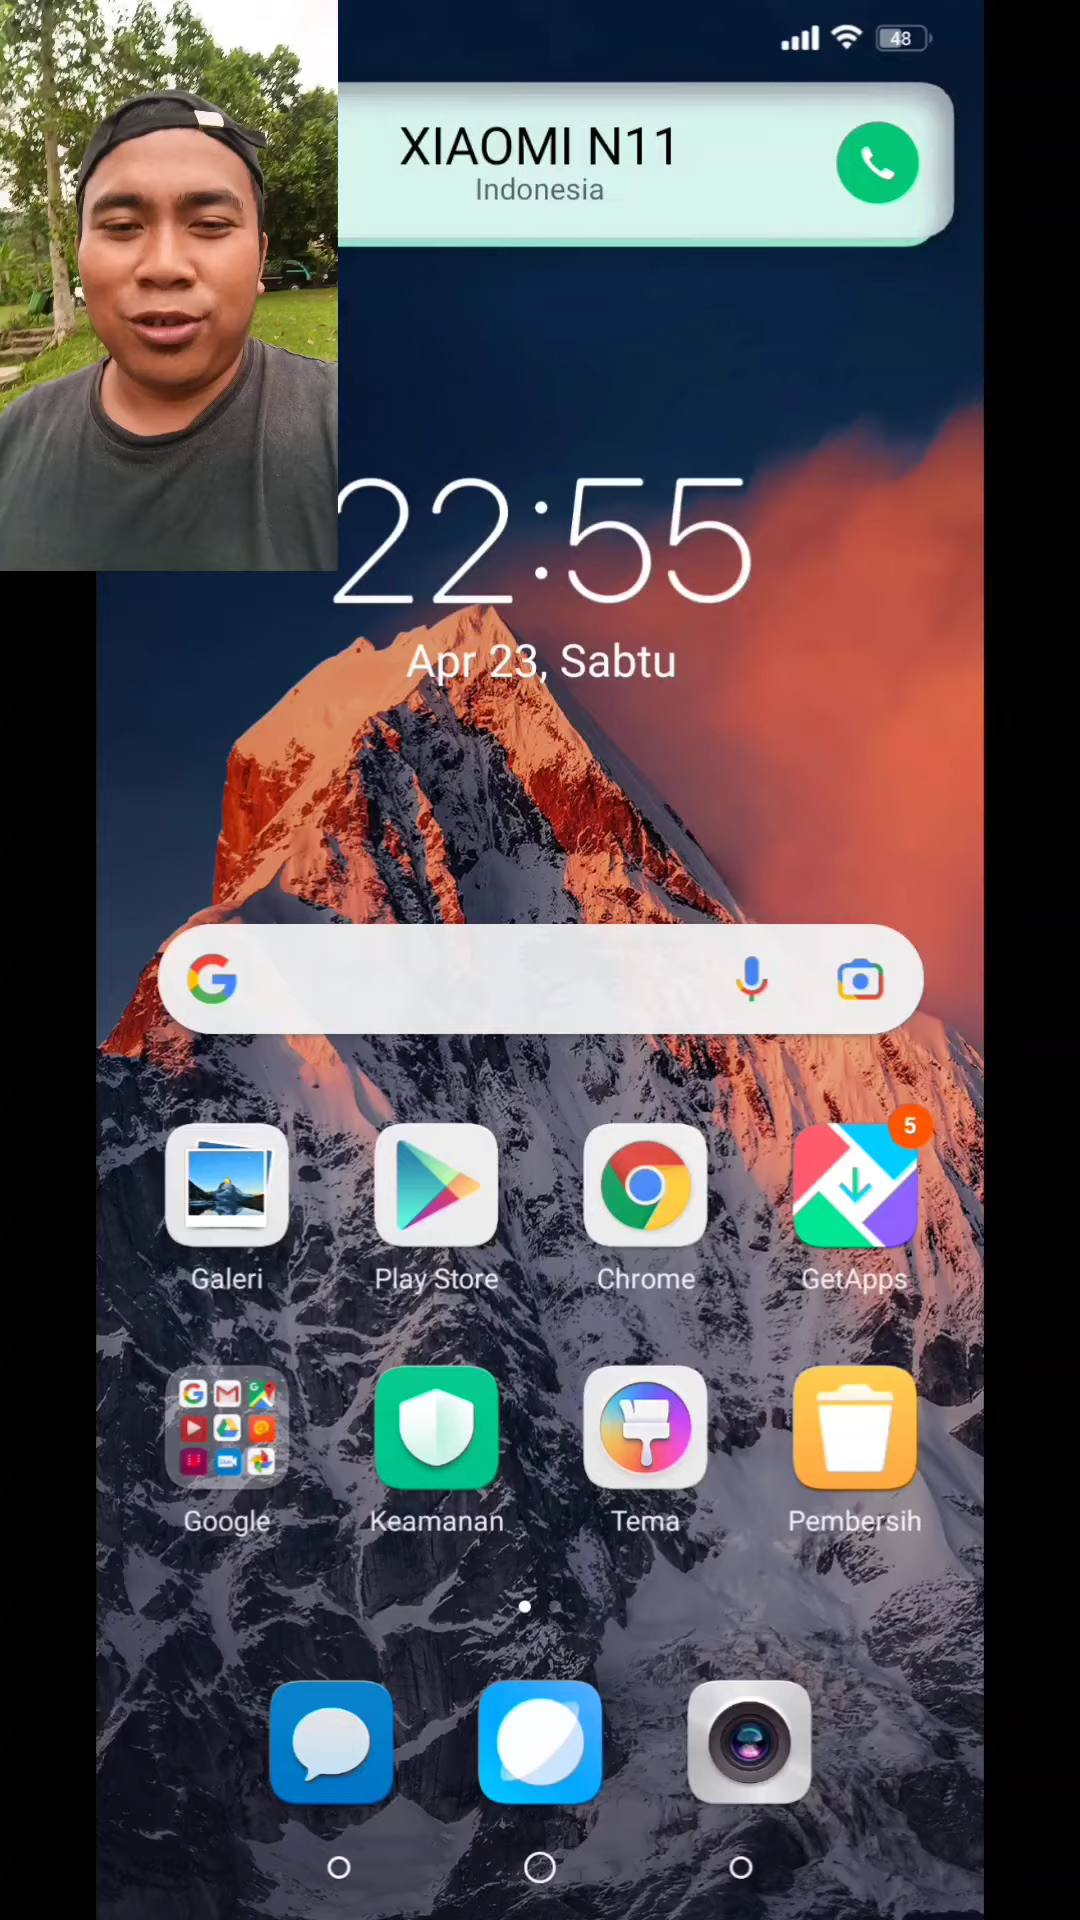 48
XIAOMI N11
Indonesia
22:55
Apr 23, Sabtu
5
Galeri
Play Store
Chrome
GetApps
Google
Keamanan
Tema
Pembersih